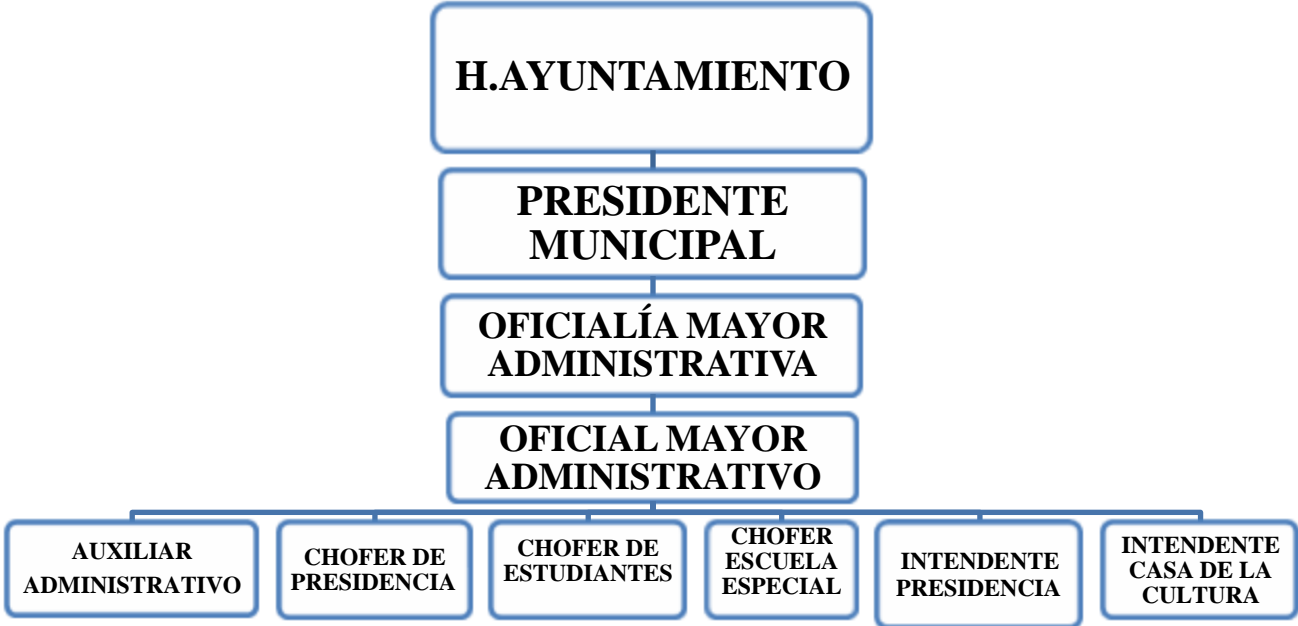 H.AYUNTAMIENTO
PRESIDENTE
MUNICIPAL
OFICIALÍA MAYOR
ADMINISTRATIVA
OFICIAL MAYOR
ADMINISTRATIVO
AUXILIAR
ADMINISTRATIVO
CHOFER DE
PRESIDENCIA
CHOFER DE
ESTUDIANTES
CHOFER
ESCUELA
ESPECIAL
INTENDENTE
PRESIDENCIA
INTENDENTE
CASA DE LA
CULTURA